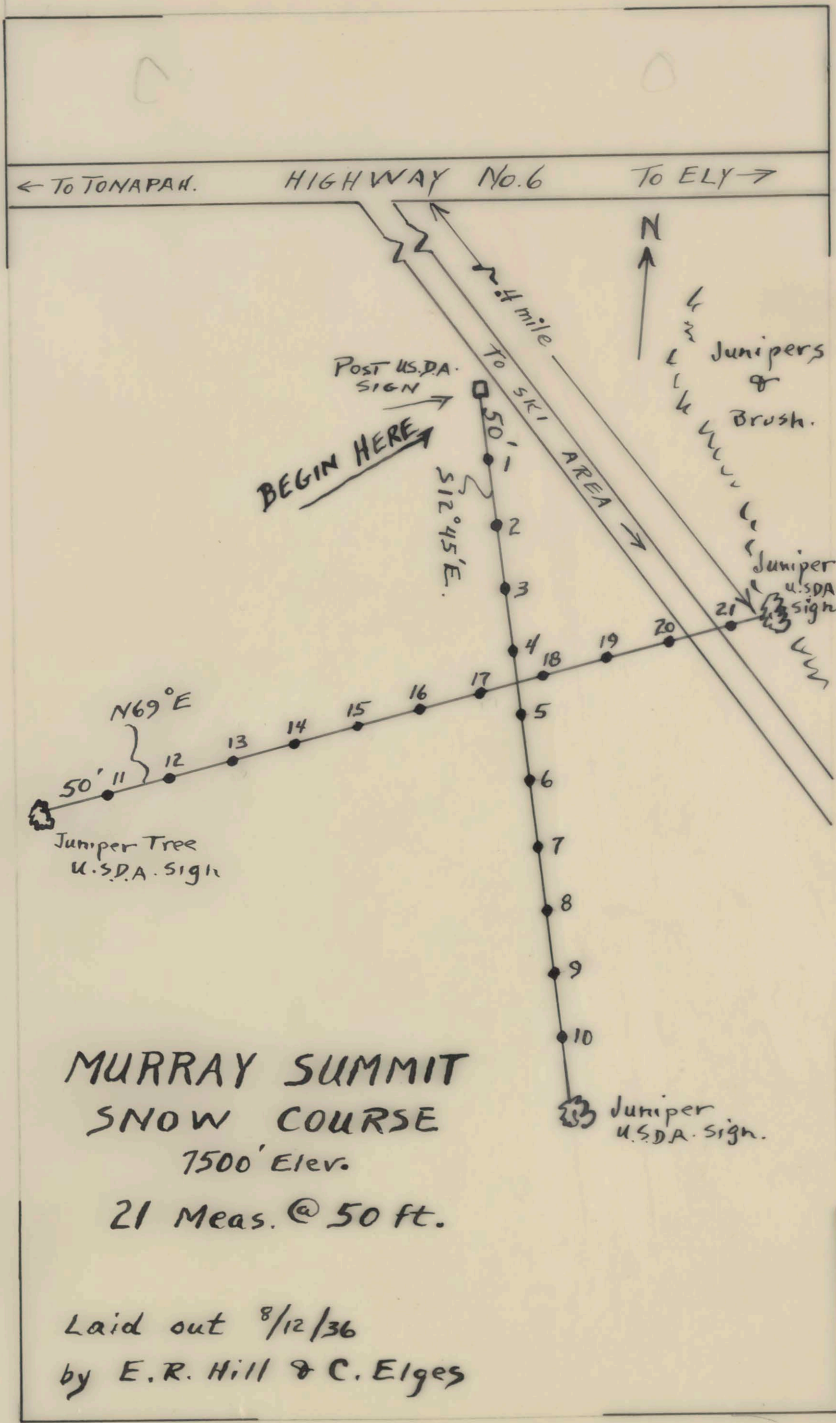 ← TO TONAPAH. HIGHWAY No. 6 TO ELY →
N
.4 mile
Junipers
&
Brush.
POST U.S.D.A.
SIGN
TO SKI AREA →
BEGIN HERE
50'
S12°45'E.
1
2
3
4
5
6
7
8
9
10
Juniper
U.S.D.A. Sign.
Juniper
U.SDA
Sign
N69°E
50'
11
12
13
14
15
16
17
18
19
20
21
Juniper Tree
U.S.D.A. Sign
MURRAY SUMMIT
SNOW COURSE
7500' Elev.
21 Meas. @ 50 ft.
Laid out 8/12/36
by E.R. Hill & C. Elges